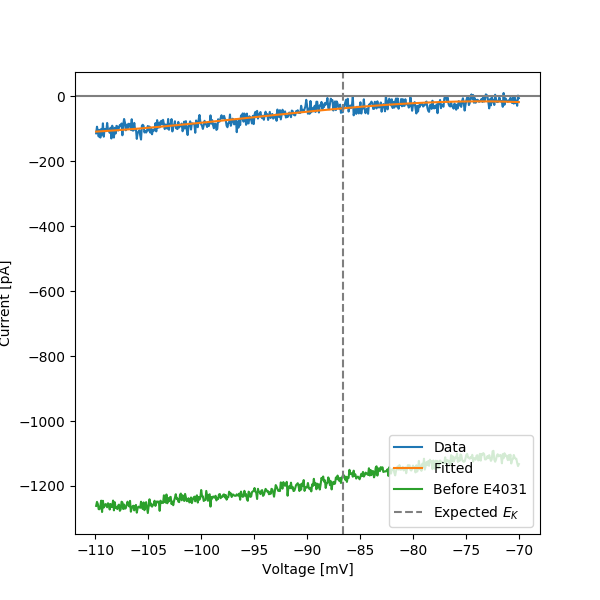 0
−200
−400
−600
−800
−1000
−1200
Current [pA]
−110
−105
−100
−95
−90
−85
−80
−75
−70
Voltage [mV]
Data
Fitted
Before E4031
Expected E_K